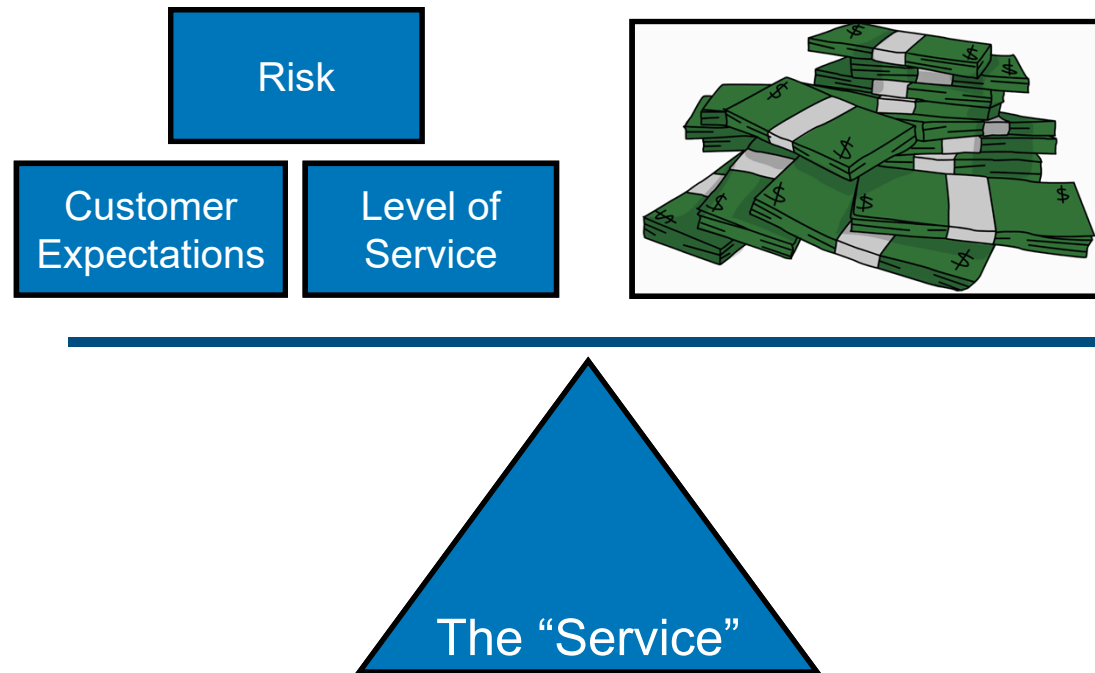 Risk
Customer
Expectations
Level of
Service
$
$
$
$
$
$
$
$
$
$
$
The “Service”